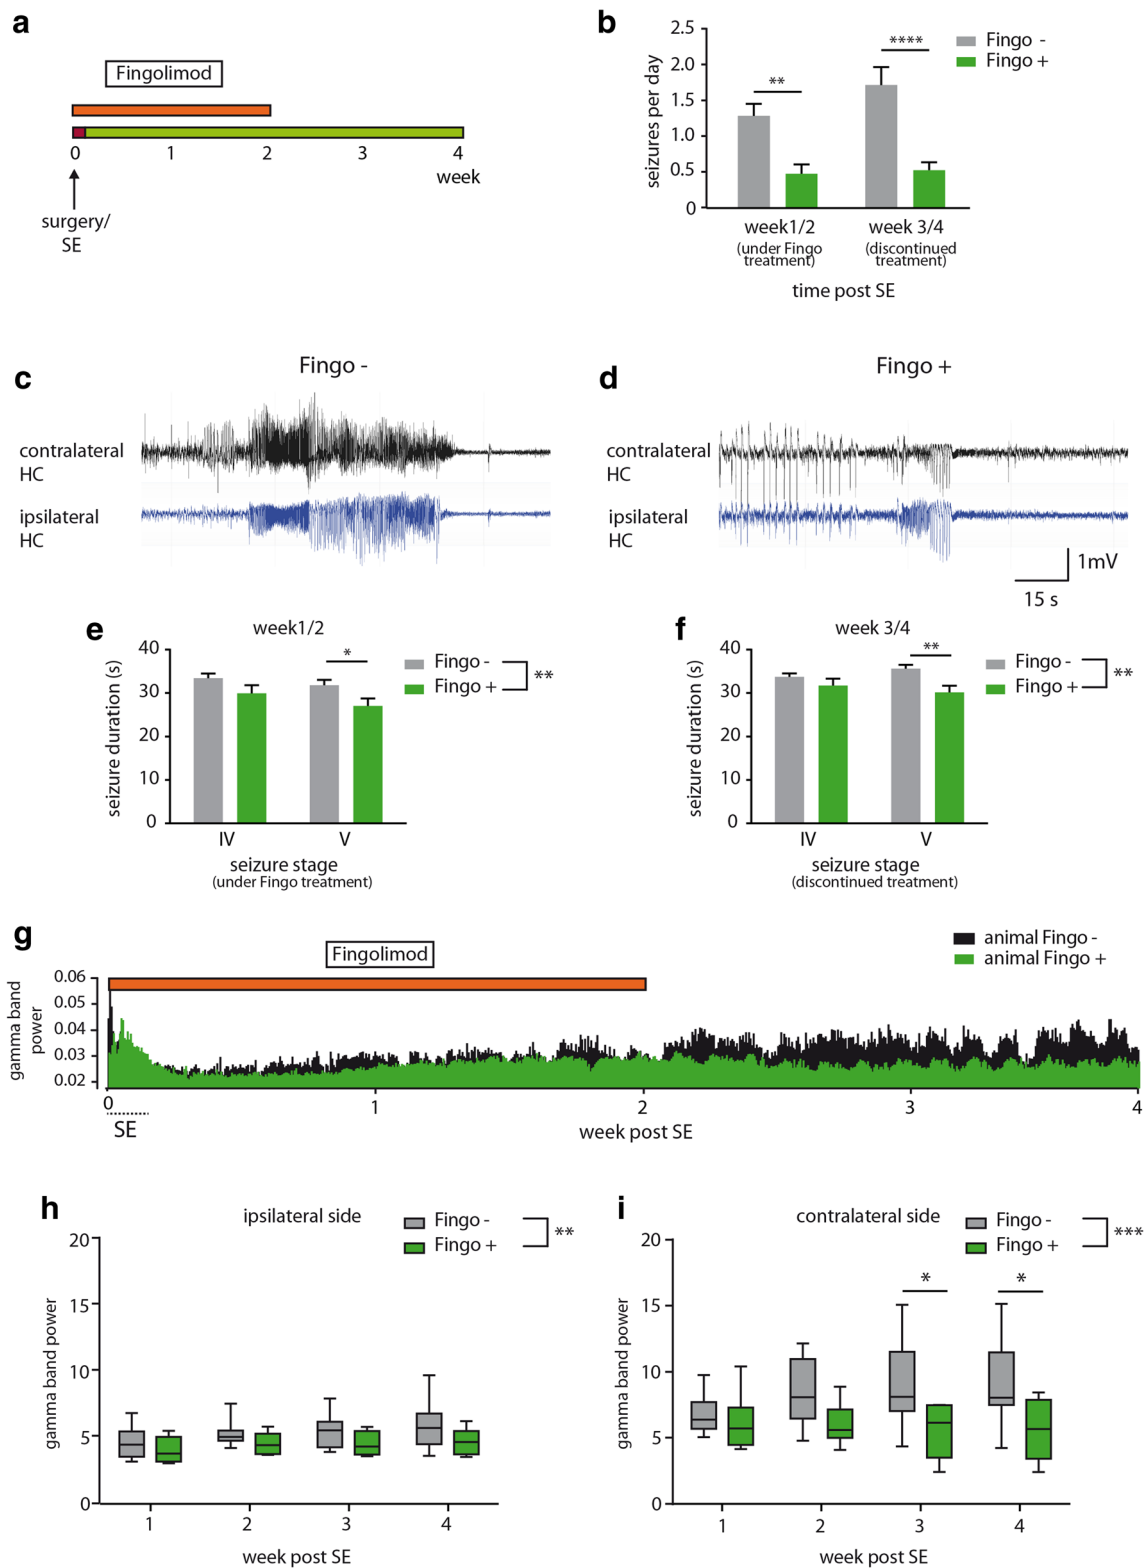 a
Fingolimod
0 1 2 3 4
week
surgery/
SE
b
2.5
2.0
1.5
1.0
0.5
0
seizures per day
**
****
Fingo -
Fingo +
week1/2
(under Fingo
treatment)
week 3/4
(discontinued
treatment)
time post SE
c
Fingo -
contralateral
HC
ipsilateral
HC
d
Fingo +
contralateral
HC
ipsilateral
HC
1mV
15 s
e
week1/2
40
30
20
10
0
seizure duration (s)
*
Fingo -
Fingo +
**
IV V
seizure stage
(under Fingo treatment)
f
week 3/4
40
30
20
10
0
seizure duration (s)
**
Fingo -
Fingo +
**
IV V
seizure stage
(discontinued treatment)
g
Fingolimod
animal Fingo -
animal Fingo +
0.06
0.05
0.04
0.03
0.02
gamma band
power
0 1 2 3 4
SE
week post SE
h
ipsilateral side
Fingo -
Fingo +
**
20
15
10
5
0
gamma band power
1 2 3 4
week post SE
i
contralateral side
Fingo -
Fingo +
***
20
15
10
5
0
gamma band power
* *
1 2 3 4
week post SE